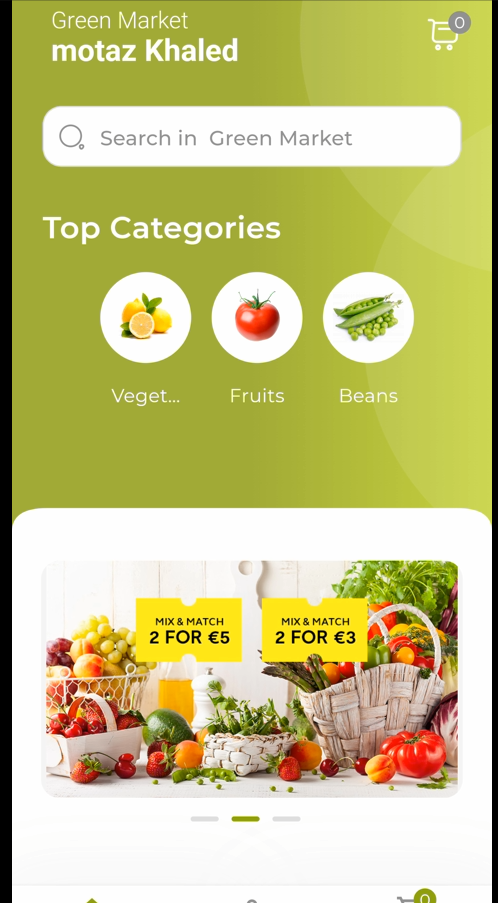 Green Market
0
motaz Khaled
Search in Green Market
Top Categories
Veget...
Fruits
Beans
MIX & MATCH
2 FOR €5
MIX & MATCH
2 FOR €3
0